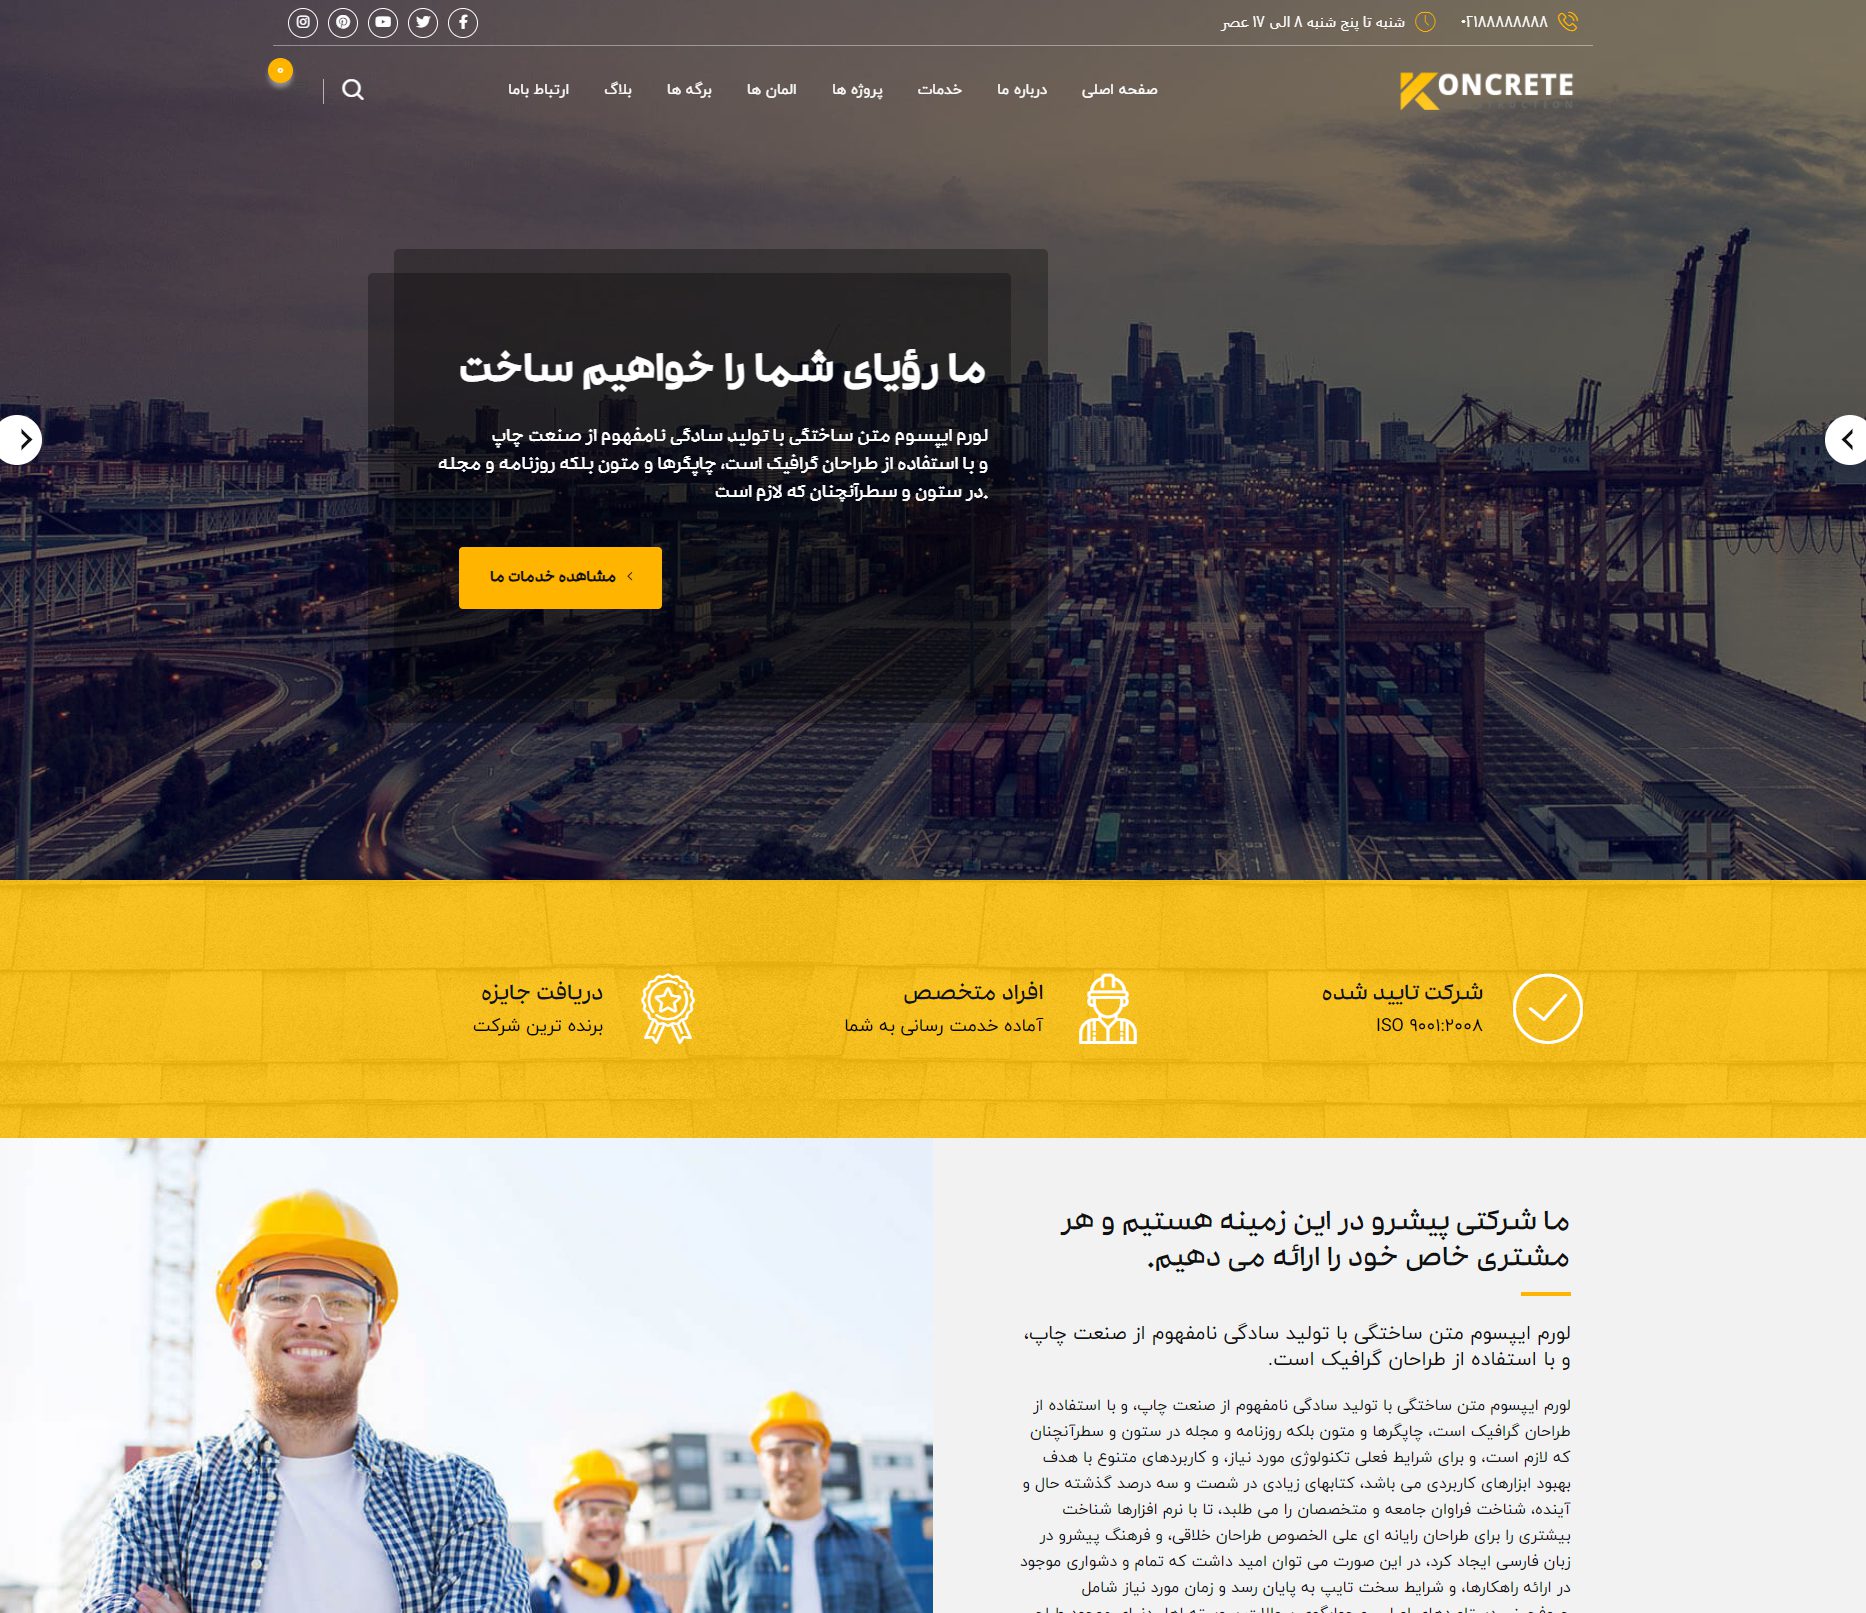 ۰۲۱۸۸۸۸۸۸۸۸
شنبه تا پنج شنبه ۸ الی ۱۷ عصر
KONCRETE
صفحه اصلی
درباره ما
خدمات
پروژه ها
المان ها
برگه ها
بلاگ
ارتباط باما
۰
ما رؤیای شما را خواهیم ساخت
لورم ایپسوم متن ساختگی با تولید سادگی نامفهوم از صنعت چاپ
و با استفاده از طراحان گرافیک است، چاپگرها و متون بلکه روزنامه و مجله
.در ستون و سطرآنچنان که لازم است
مشاهده خدمات ما
شرکت تایید شده
ISO ۹۰۰۱:۲۰۰۸
افراد متخصص
آماده خدمت رسانی به شما
دریافت جایزه
برنده ترین شرکت
ما شرکتی پیشرو در این زمینه هستیم و هر
مشتری خاص خود را ارائه می دهیم.
لورم ایپسوم متن ساختگی با تولید سادگی نامفهوم از صنعت چاپ،
و با استفاده از طراحان گرافیک است.
لورم ایپسوم متن ساختگی با تولید سادگی نامفهوم از صنعت چاپ، و با استفاده از
طراحان گرافیک است، چاپگرها و متون بلکه روزنامه و مجله در ستون و سطرآنچنان
که لازم است، و برای شرایط فعلی تکنولوژی مورد نیاز، و کاربردهای متنوع با هدف
بهبود ابزارهای کاربردی می باشد، کتابهای زیادی در شصت و سه درصد گذشته حال و
آینده، شناخت فراوان جامعه و متخصصان را می طلبد، تا با نرم افزارها شناخت
بیشتری را برای طراحان رایانه ای علی الخصوص طراحان خلاقی، و فرهنگ پیشرو در
زبان فارسی ایجاد کرد، در این صورت می توان امید داشت که تمام و دشواری موجود
در ارائه راهکارها، و شرایط سخت تایپ به پایان رسد و زمان مورد نیاز شامل